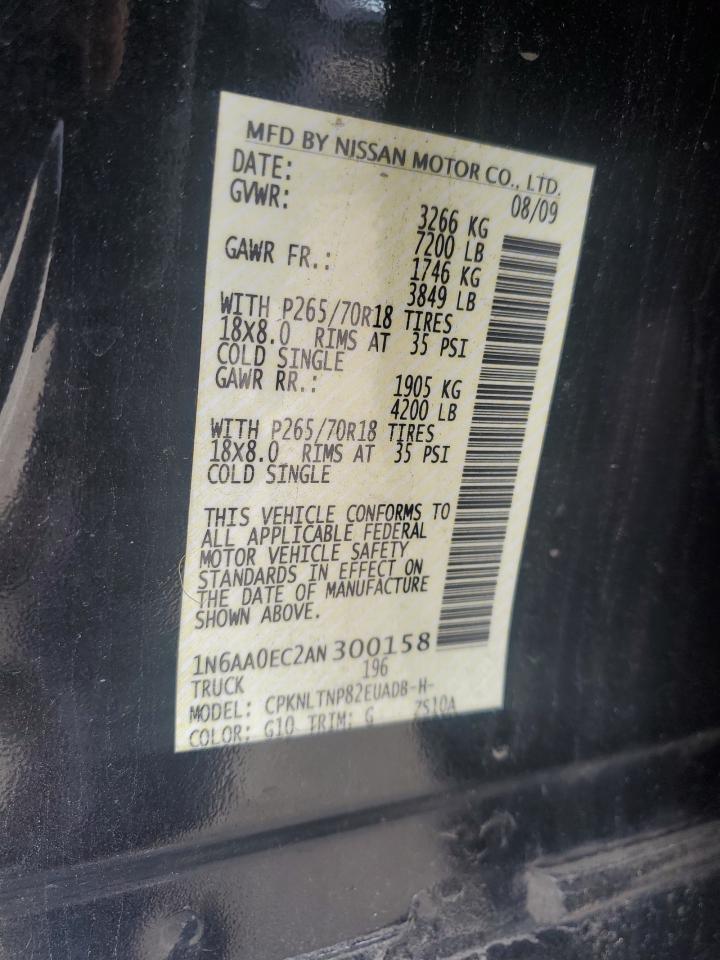 MFD BY NISSAN MOTOR CO., LTD.
DATE: 08/09
GVWR: 3266 KG
7200 LB
GAWR FR.: 1746 KG
3849 LB
WITH P265/70R18 TIRES
18X8.0 RIMS AT 35 PSI
COLD SINGLE
GAWR RR.: 1905 KG
4200 LB
WITH P265/70R18 TIRES
18X8.0 RIMS AT 35 PSI
COLD SINGLE
THIS VEHICLE CONFORMS TO
ALL APPLICABLE FEDERAL
MOTOR VEHICLE SAFETY
STANDARDS IN EFFECT ON
THE DATE OF MANUFACTURE
SHOWN ABOVE.
1N6AA0EC2AN300158
TRUCK 196
MODEL: CPKNLTNP82EUADB-H-
COLOR: G10 TRIM: G ZS10A